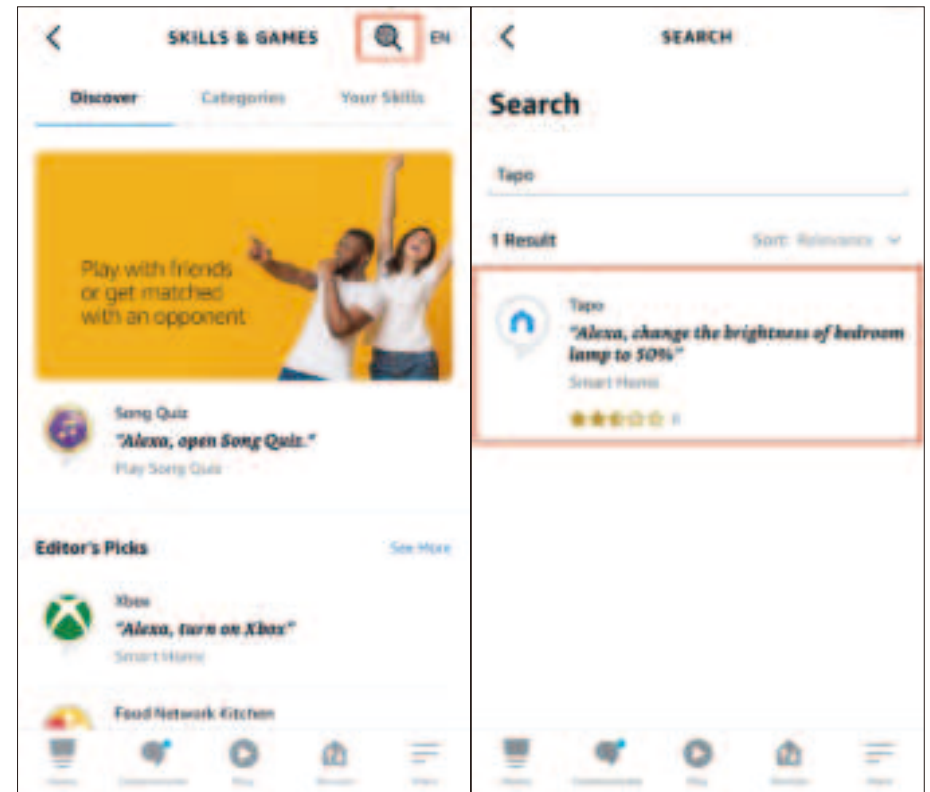 SKILLS & GAMES
EN
Discover
Categories
Your Skills
Play with friends
or get matched
with an opponent
Song Quiz
"Alexa, open Song Quiz."
Play Song Quiz
Editor's Picks
See More
Xbox
"Alexa, turn on Xbox"
Smart Home
Food Network Kitchen
SEARCH
Search
Tapo
1 Result
Sort: Relevance
Tapo
"Alexa, change the brightness of bedroom
lamp to 50%"
Smart Home